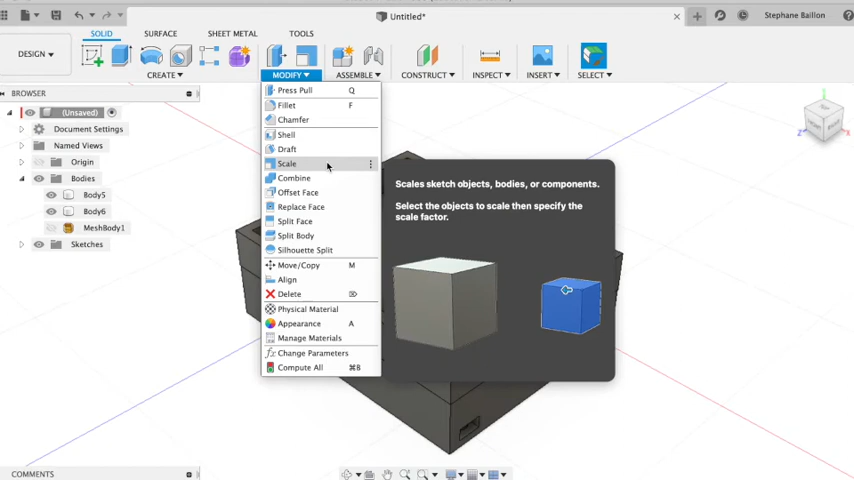 Untitled*
Stephane Baillon
DESIGN
SOLID SURFACE SHEET METAL TOOLS
CREATE MODIFY ASSEMBLE CONSTRUCT INSPECT INSERT SELECT
BROWSER
(Unsaved)
Document Settings
Named Views
Origin
Bodies
Body5
Body6
MeshBody1
Sketches
Press Pull Q
Fillet F
Chamfer
Shell
Draft
Scale
Combine
Offset Face
Replace Face
Split Face
Split Body
Silhouette Split
Move/Copy M
Align
Delete
Physical Material
Appearance A
Manage Materials
Change Parameters
Compute All ⌘B
Scales sketch objects, bodies, or components.
Select the objects to scale then specify the
scale factor.
COMMENTS